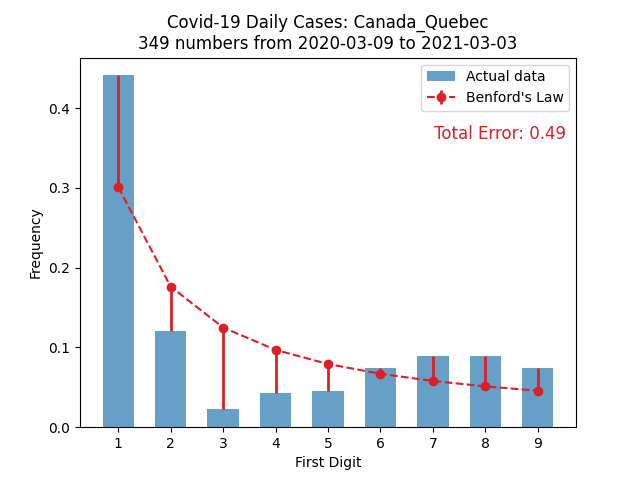 Covid-19 Daily Cases: Canada_Quebec
349 numbers from 2020-03-09 to 2021-03-03
Actual data
Benford's Law
Total Error: 0.49
Frequency
0.4
0.3
0.2
0.1
0.0
1 2 3 4 5 6 7 8 9
First Digit